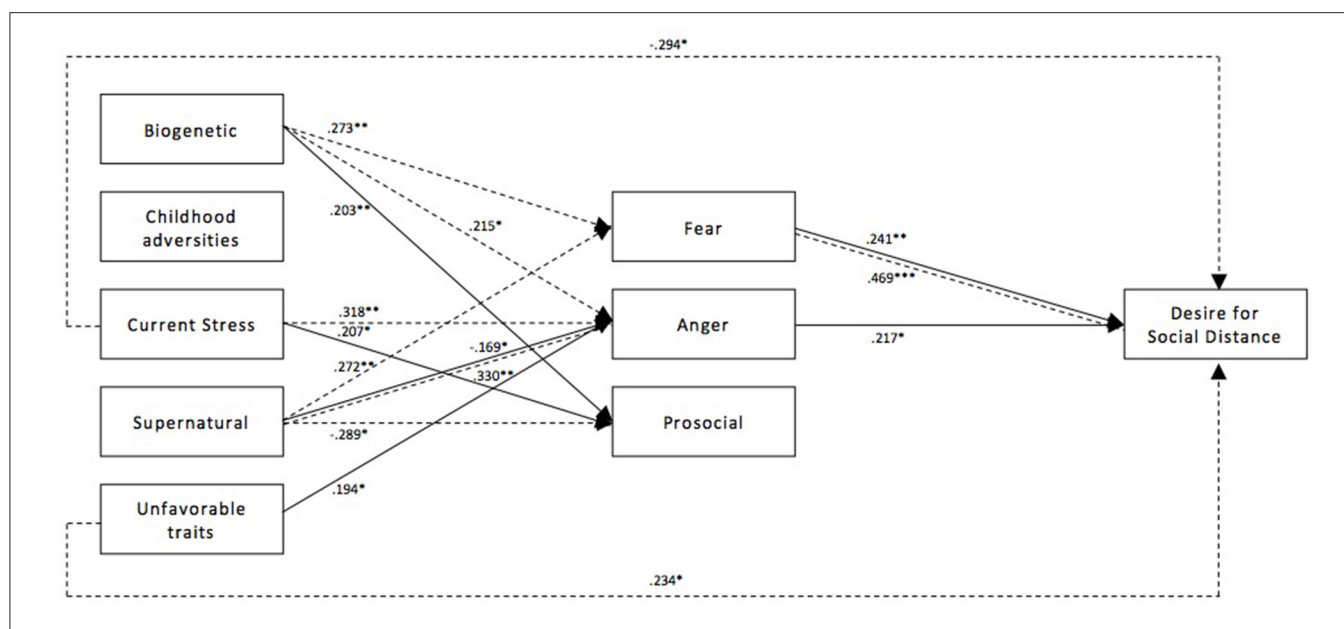 -.294*
Biogenetic
.273**
Childhood
adversities
.203**
.215*
Fear
.241**
.469***
Current Stress
.318**
.207*
Anger
-.169*
.217*
Desire for
Social Distance
.272**
.330**
Supernatural
-.289*
Prosocial
Unfavorable
traits
.194*
.234*